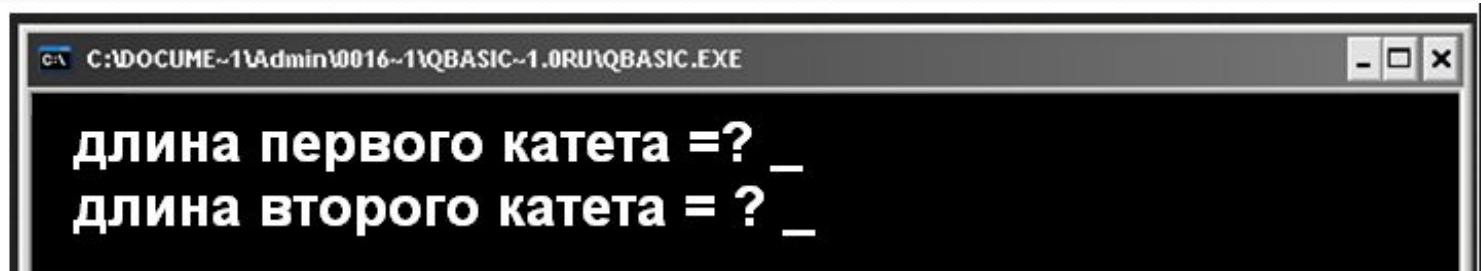 C:\DOCUME~1\Admin\0016~1\QBASIC~1.0RU\QBASIC.EXE
длина первого катета =? _
длина второго катета = ? _